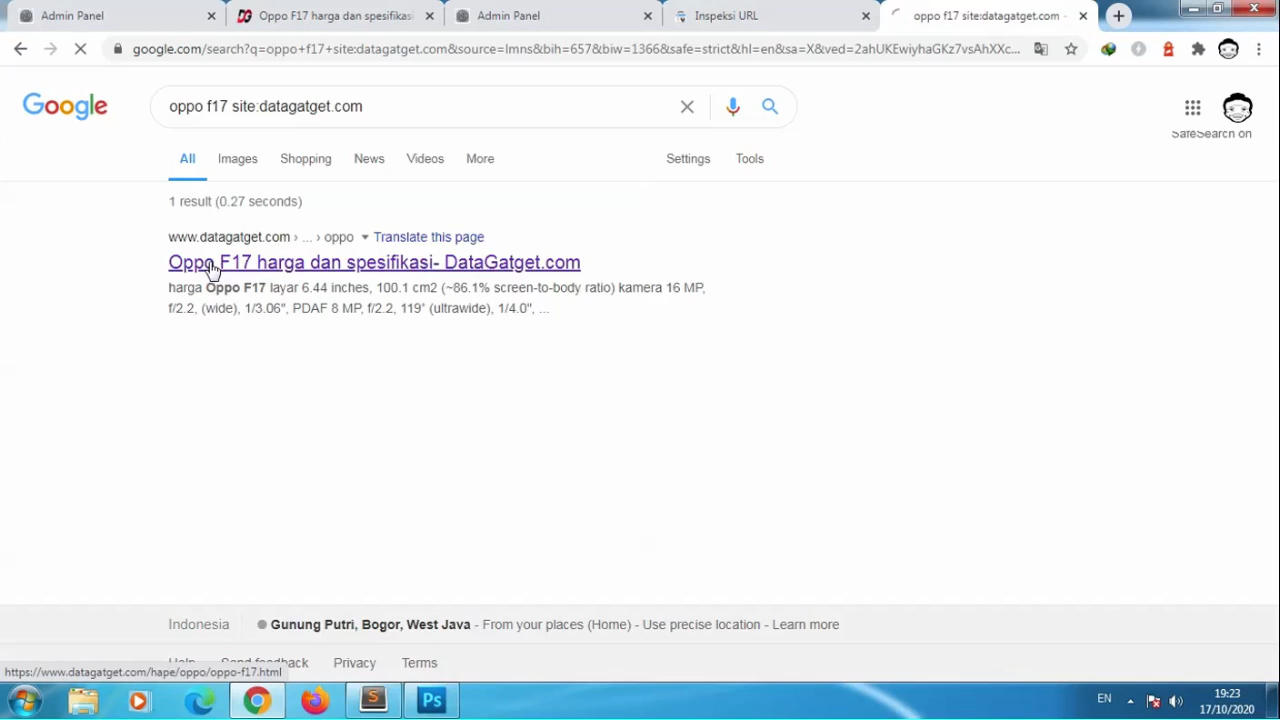 Admin Panel
Oppo F17 harga dan spesifikasi
Admin Panel
Inspeksi URL
oppo f17 site:datagatget.com -
google.com/search?q=oppo+f17+site:datagatget.com&source=lmns&bih=657&biw=1366&safe=strict&hl=en&sa=X&ved=2ahUKEwiyhaGKz7vsAhXXc...
Google
oppo f17 site:datagatget.com
SafeSearch on
All
Images
Shopping
News
Videos
More
Settings
Tools
1 result (0.27 seconds)
www.datagatget.com › ... › oppo
Translate this page
Oppo F17 harga dan spesifikasi- DataGatget.com
harga Oppo F17 layar 6.44 inches, 100.1 cm2 (~86.1% screen-to-body ratio) kamera 16 MP,
f/2.2, (wide), 1/3.06", PDAF 8 MP, f/2.2, 119° (ultrawide), 1/4.0", ...
Indonesia
Gunung Putri, Bogor, West Java - From your places (Home) - Use precise location - Learn more
Help
Send feedback
Privacy
Terms
https://www.datagatget.com/hape/oppo/oppo-f17.html
S
Ps
EN
19:23
17/10/2020